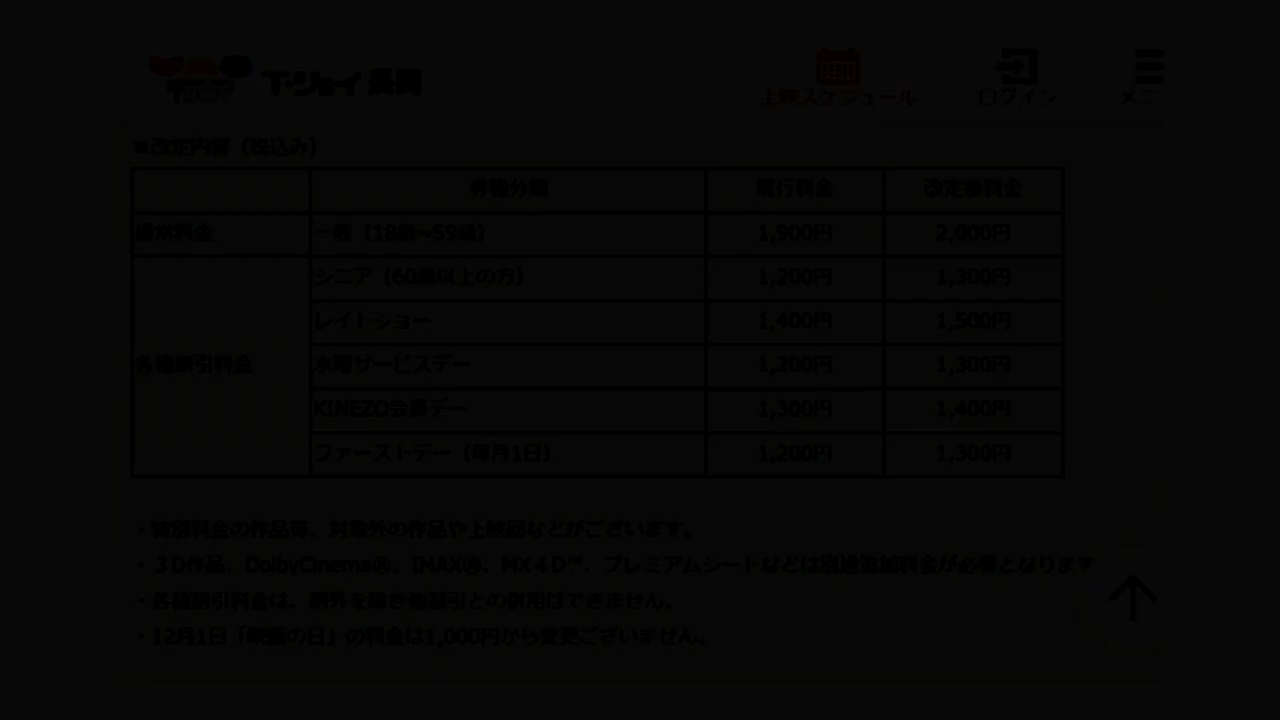 T・ジョイ 長岡
上映スケジュール
ログイン
メニ
■改定内容（税込み）
券種分類 現行料金 改定後料金
通常料金 一般（18歳~59歳） 1,900円 2,000円
シニア（60歳以上の方） 1,200円 1,300円
レイトショー 1,400円 1,500円
各種割引料金 水曜サービスデー 1,200円 1,300円
KINEZO会員デー 1,300円 1,400円
ファーストデー（毎月1日） 1,200円 1,300円
・特別料金の作品等、対象外の作品や上映回などがございます。
・３D作品、DolbyCinema®、IMAX®、MX４D™、プレミアムシートなどは別途追加料金が必要となります
・各種割引料金は、例外を除き他割引との併用はできません。
・12月1日「映画の日」の料金は1,000円から変更ございません。